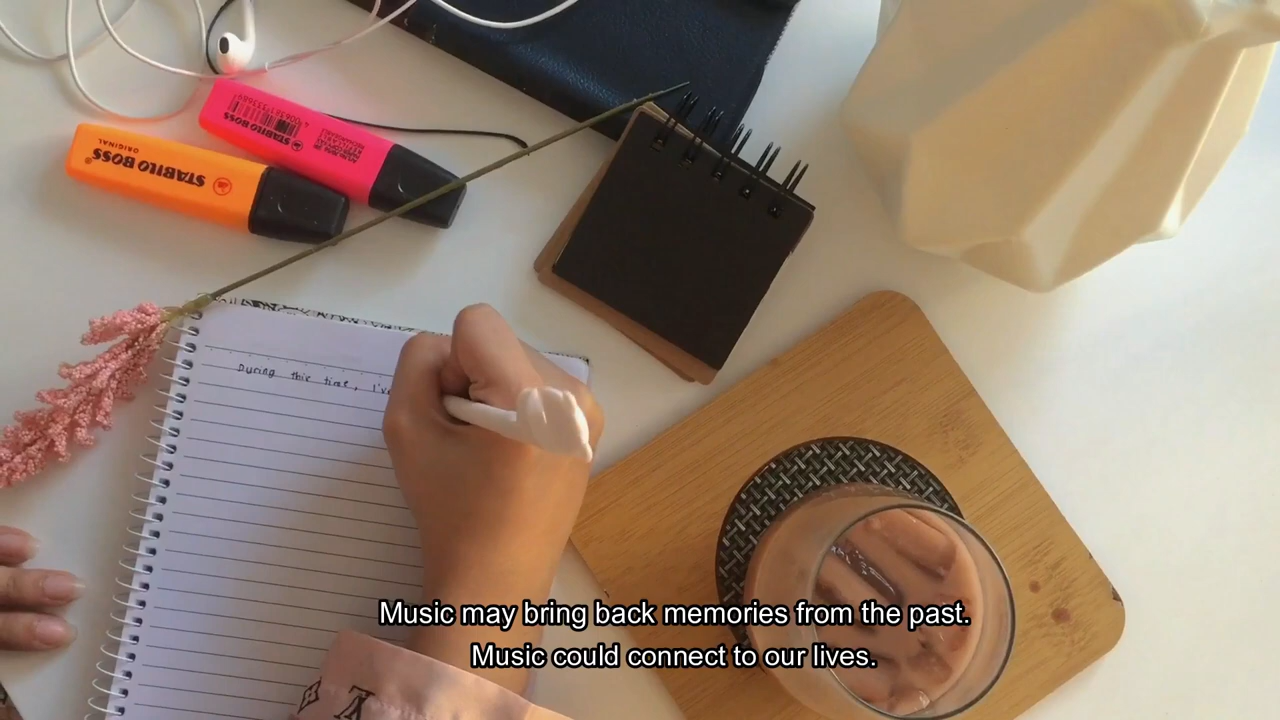 STABILO BOSS
ORIGINAL
STABILO BOSS
During this time, I've
Music may bring back memories from the past.
Music could connect to our lives.